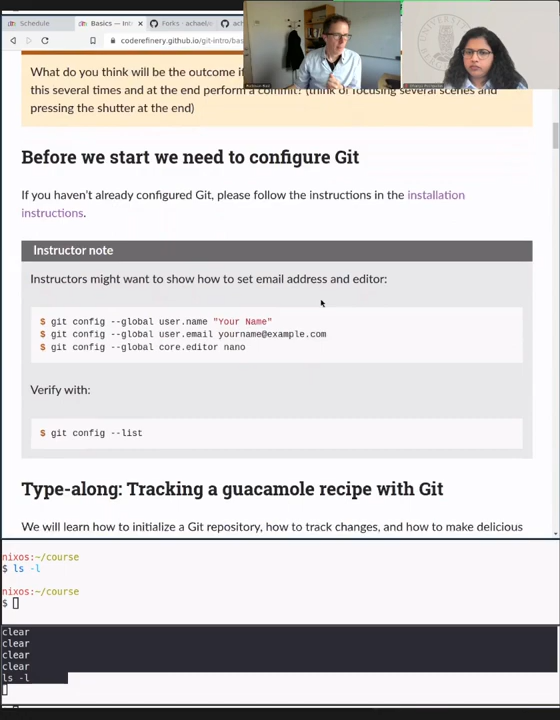 Schedule
Basics — Intr
Forks · achael
ach
coderefinery.github.io/git-intro/bas
What do you think will be the outcome if
this several times and at the end perform a commit? (think of focusing several scenes and
pressing the shutter at the end)
Before we start we need to configure Git
If you haven't already configured Git, please follow the instructions in the installation
instructions.
Instructor note
Instructors might want to show how to set email address and editor:
$ git config --global user.name "Your Name"
$ git config --global user.email yourname@example.com
$ git config --global core.editor nano
Verify with:
$ git config --list
Type-along: Tracking a guacamole recipe with Git
We will learn how to initialize a Git repository, how to track changes, and how to make delicious
nixos:~/course
$ ls -l
nixos:~/course
$
clear
clear
clear
clear
ls -l